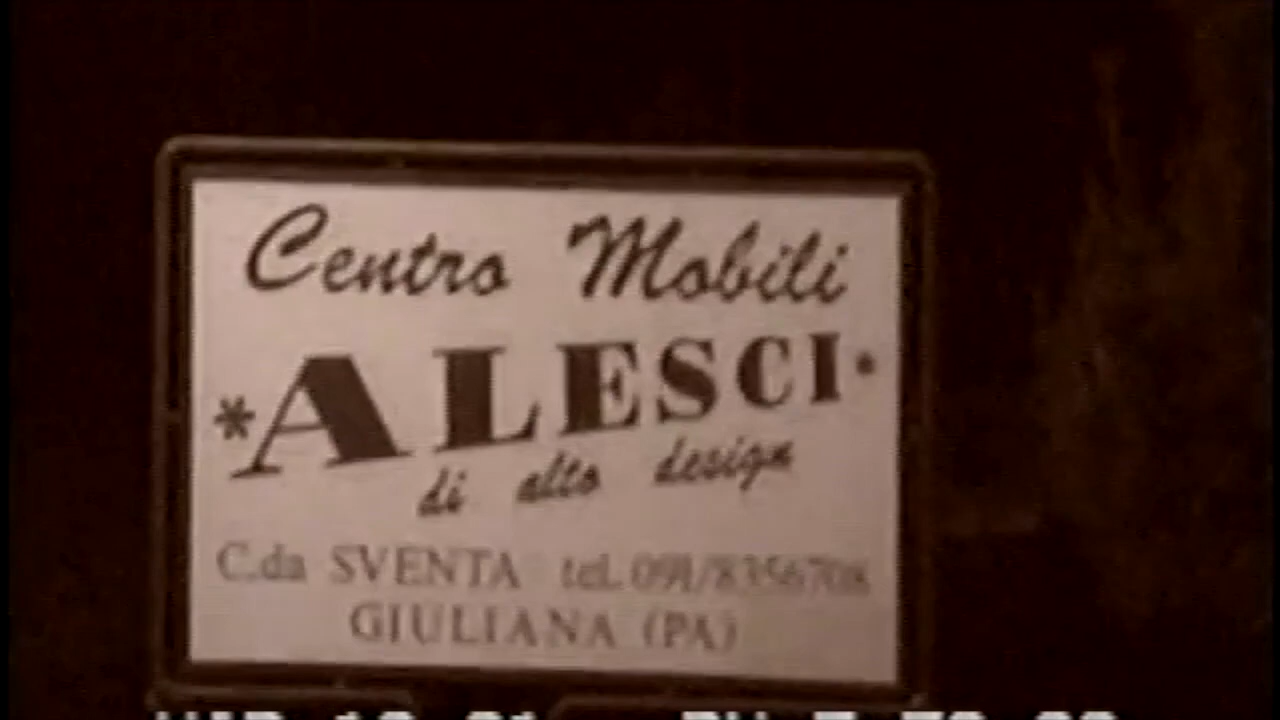 Centro Mobili
*ALESCI*
di alto design
C.da SVENTA tel. 091/8356708
GIULIANA (PA)